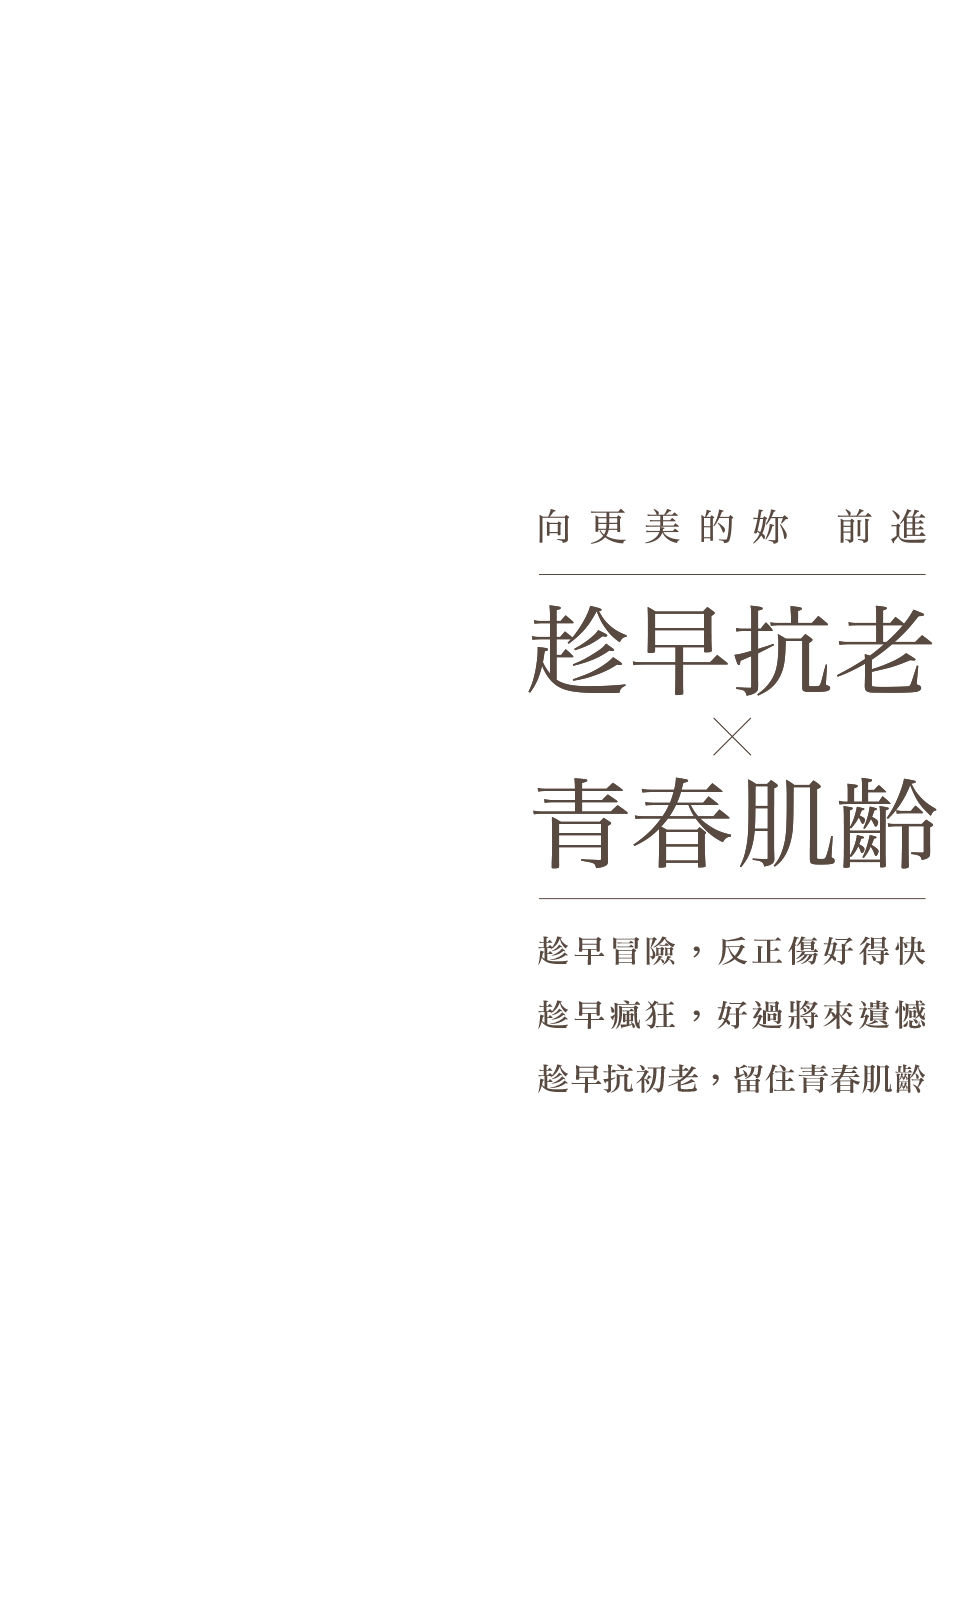 向更美的妳 前進
趁早抗老
×
青春肌齡
趁早冒險，反正傷好得快
趁早瘋狂，好過將來遺憾
趁早抗初老，留住青春肌齡